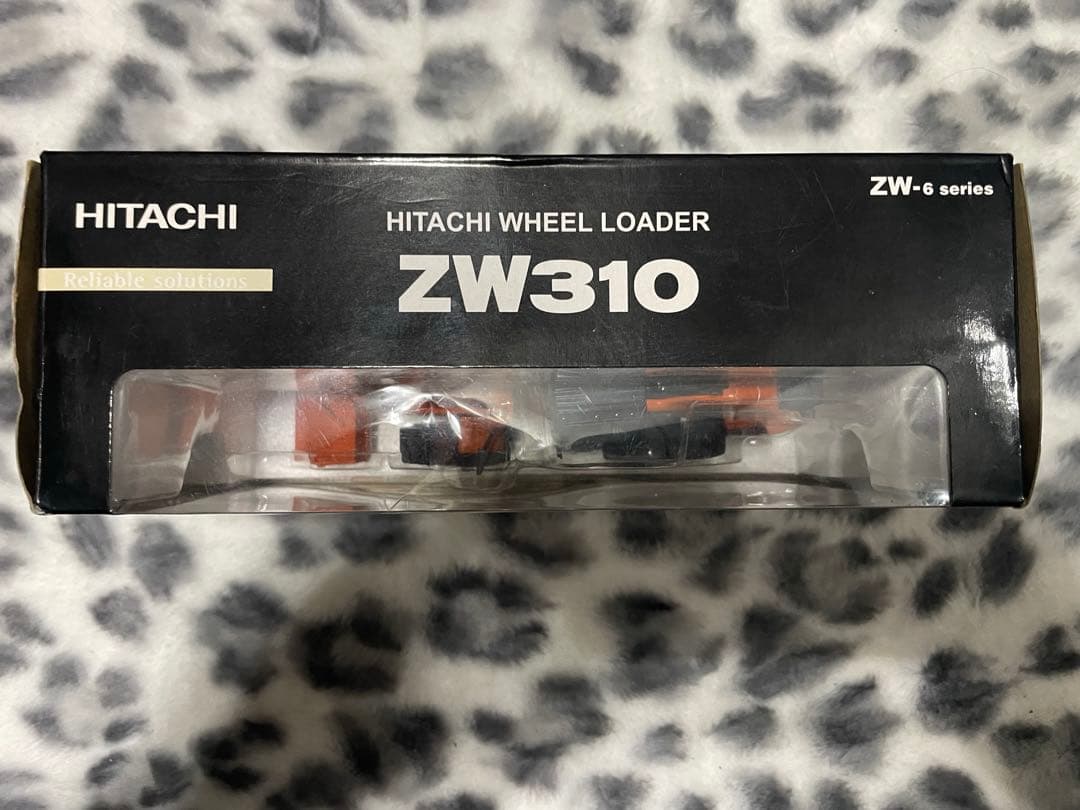 HITACHI
Reliable solutions
HITACHI WHEEL LOADER
ZW310
ZW-6 series